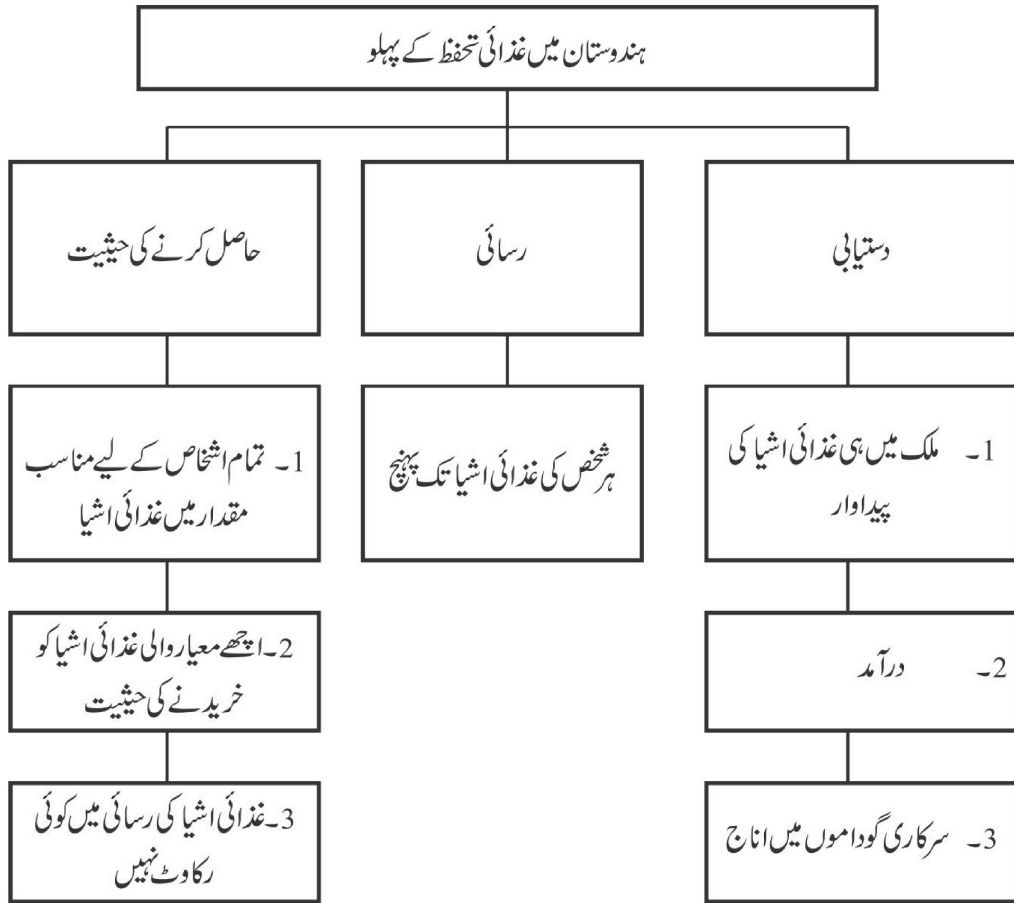 ہندوستان میں غذائی تحفظ کے پہلو
دستیابی
رسائی
حاصل کرنے کی حیثیت
1۔ ملک میں ہی غذائی اشیا کی
پیداوار
ہر شخص کی غذائی اشیا تک پہنچ
1۔ تمام اشخاص کے لیے مناسب
مقدار میں غذائی اشیا
2۔ درآمد
2۔اچھے معیار والی غذائی اشیا کو
خریدنے کی حیثیت
3۔ سرکاری گوداموں میں اناج
3۔غذائی اشیا کی رسائی میں کوئی
رکاوٹ نہیں